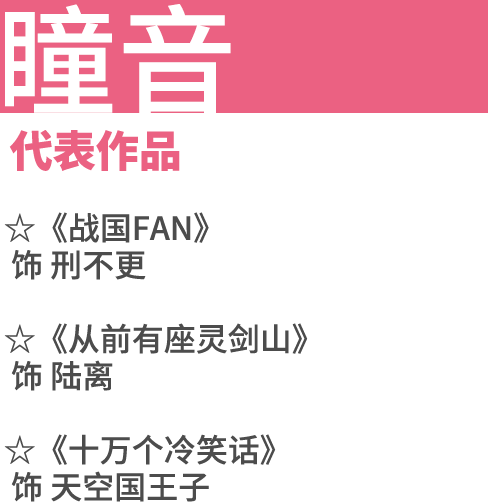 瞳音
代表作品
☆《战国FAN》
饰 刑不更
☆《从前有座灵剑山》
饰 陆离
☆《十万个冷笑话》
饰 天空国王子